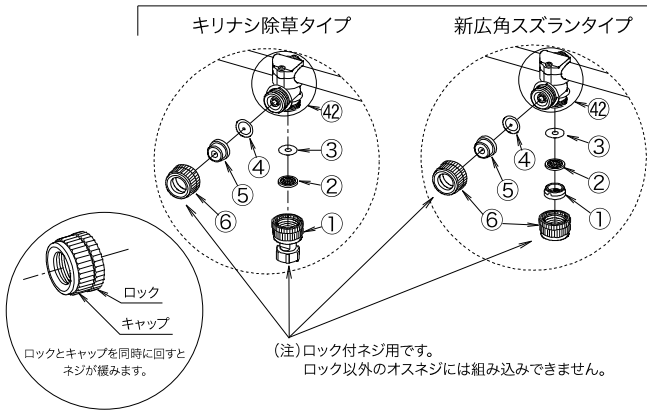 キリナシ除草タイプ
新広角スズランタイプ
㊷
③
④
②
⑤
⑥
①
㊷
③
④
②
⑤
①
⑥
ロック
キャップ
ロックとキャップを同時に回すと
ネジが緩みます。
(注)ロック付ネジ用です。
ロック以外のオスネジには組み込みできません。